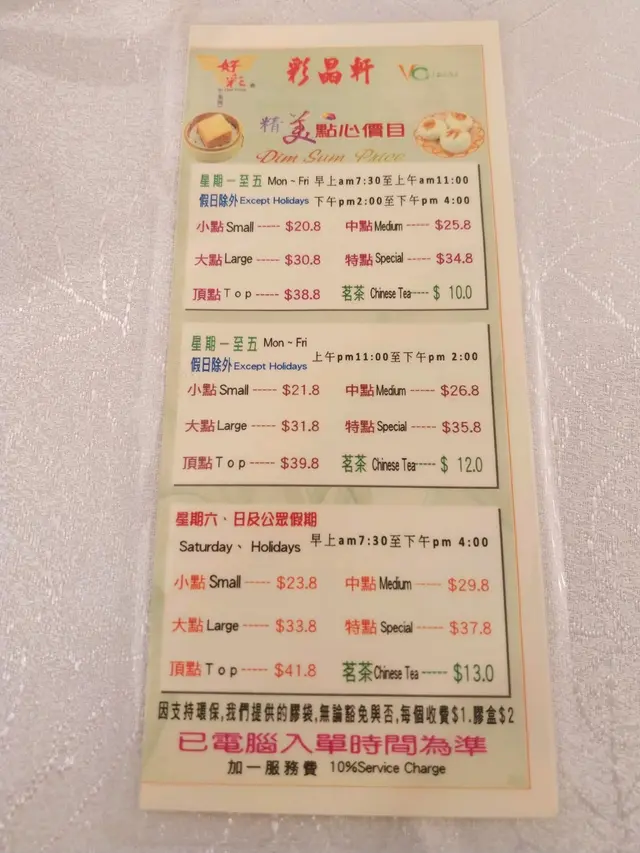 好彩
彩晶軒
VC
精美點心價目
Dim Sum Price
星期一至五 Mon ~ Fri 早上am7:30至上午am11:00
假日除外 Except Holidays 下午pm2:00至下午pm 4:00
小點 Small ----- $20.8 中點 Medium ----- $25.8
大點 Large ----- $30.8 特點 Special ----- $34.8
頂點 Top ----- $38.8 茗茶 Chinese Tea----- $ 10.0
星期一至五 Mon ~ Fri
假日除外 Except Holidays 上午pm11:00至下午pm 2:00
小點 Small ----- $21.8 中點 Medium ----- $26.8
大點 Large ----- $31.8 特點 Special ----- $35.8
頂點 Top ----- $39.8 茗茶 Chinese Tea----- $ 12.0
星期六、日及公眾假期
Saturday、 Holidays 早上am7:30至下午pm 4:00
小點 Small ----- $23.8 中點 Medium ----- $29.8
大點 Large ----- $33.8 特點 Special ----- $37.8
頂點 Top ----- $41.8 茗茶 Chinese Tea ----- $13.0
因支持環保,我們提供的膠袋,無論豁免與否,每個收費$1.膠盒$2
已電腦入單時間為準
加一服務費 10%Service Charge